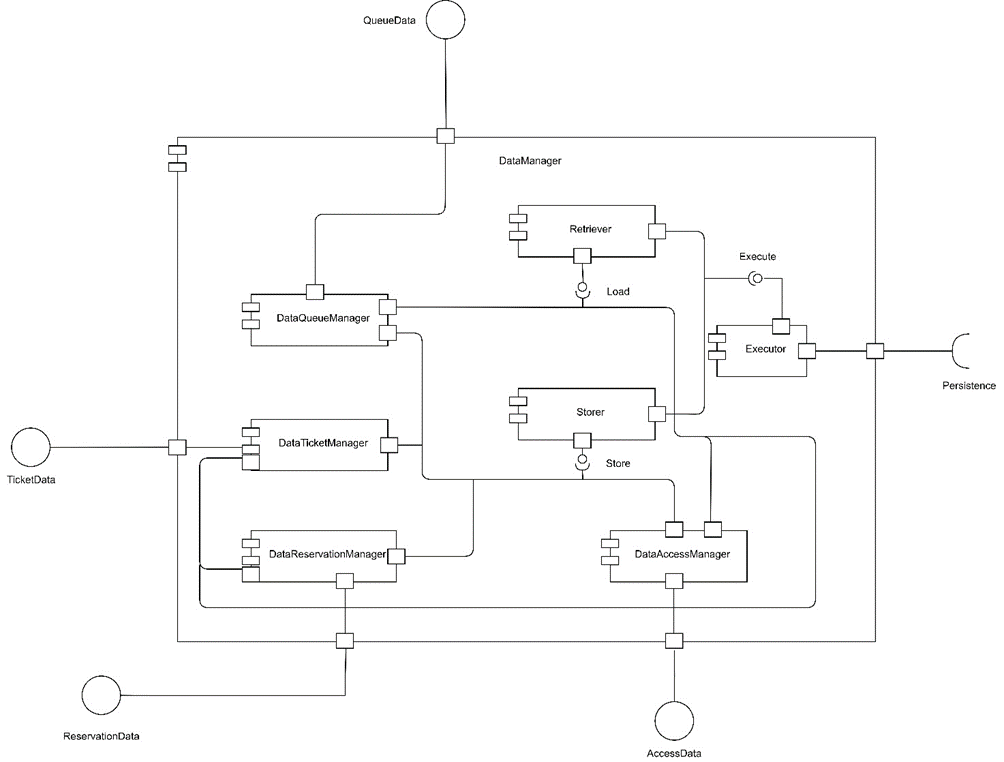 QueueData
DataManager
Retriever
Execute
Load
DataQueueManager
Executor
Persistence
Storer
DataTicketManager
Store
TicketData
DataReservationManager
DataAccessManager
ReservationData
AccessData